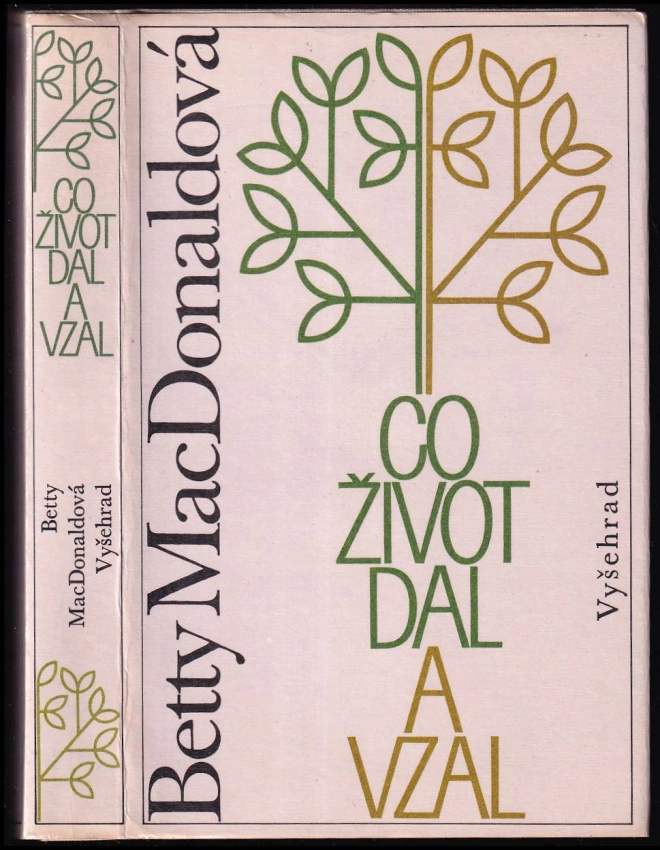 CO
ŽIVOT
DAL
A
VZAL
Betty
MacDonaldová
Vyšehrad
Betty MacDonaldová
CO
ŽIVOT
DAL
A
VZAL
Vyšehrad